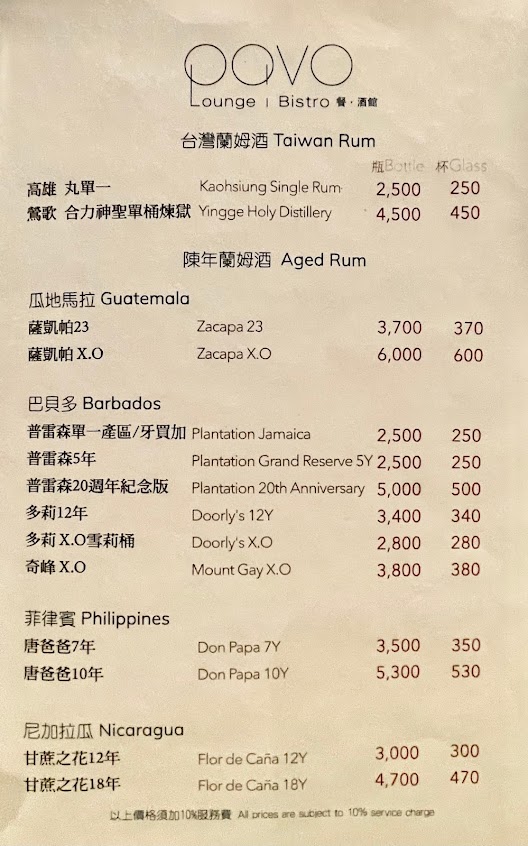 pavo
Lounge | Bistro 餐·酒館
台灣蘭姆酒 Taiwan Rum
瓶Bottle 杯Glass
高雄 丸單一 Kaohsiung Single Rum 2,500 250
鶯歌 合力神聖單桶煉獄 Yingge Holy Distillery 4,500 450
陳年蘭姆酒 Aged Rum
瓜地馬拉 Guatemala
薩凱帕23 Zacapa 23 3,700 370
薩凱帕 X.O Zacapa X.O 6,000 600
巴貝多 Barbados
普雷森單一產區/牙買加 Plantation Jamaica 2,500 250
普雷森5年 Plantation Grand Reserve 5Y 2,500 250
普雷森20週年紀念版 Plantation 20th Anniversary 5,000 500
多莉12年 Doorly's 12Y 3,400 340
多莉 X.O雪莉桶 Doorly's X.O 2,800 280
奇峰 X.O Mount Gay X.O 3,800 380
菲律賓 Philippines
唐爸爸7年 Don Papa 7Y 3,500 350
唐爸爸10年 Don Papa 10Y 5,300 530
尼加拉瓜 Nicaragua
甘蔗之花12年 Flor de Caña 12Y 3,000 300
甘蔗之花18年 Flor de Caña 18Y 4,700 470
以上價格須加10%服務費 All prices are subject to 10% service charge